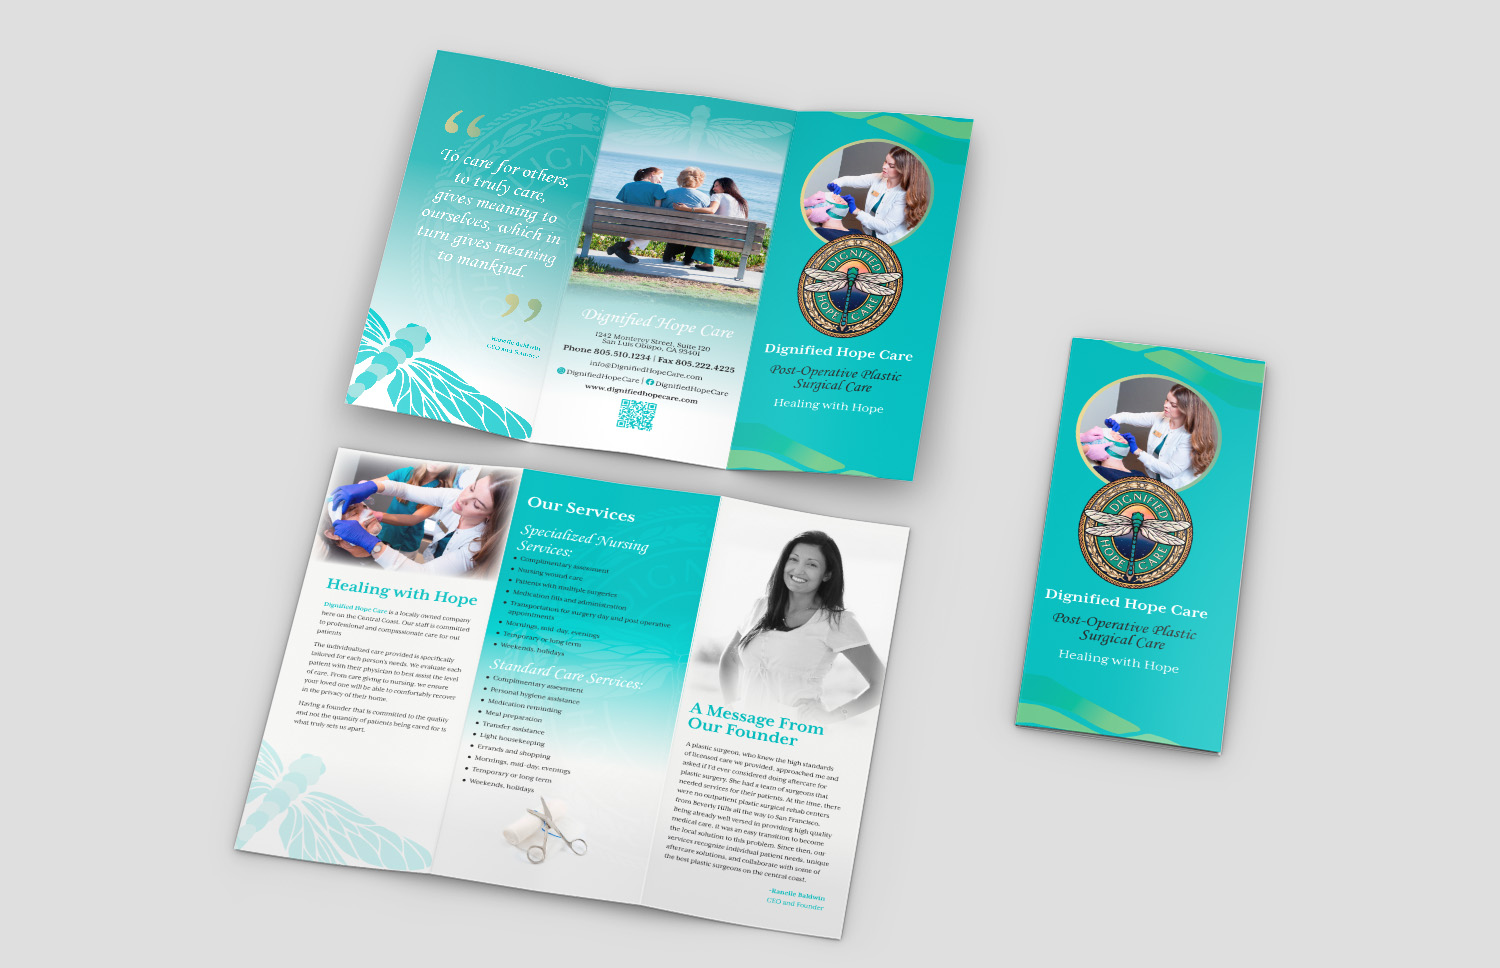 “
To care for others,
to truly care,
gives meaning to
ourselves, which in
turn gives meaning
to mankind.
”
Ranelle Baldwin
CEO and Founder
Dignified Hope Care
1242 Monterey Street, Suite 120
San Luis Obispo, CA 93401
Phone 805.510.1234 | Fax 805.222.4225
info@DignifiedHopeCare.com
DignifiedHopeCare | DignifiedHopeCare
www.dignifiedhopecare.com
DIGNIFIED
HOPE CARE
Dignified Hope Care
Post-Operative Plastic
Surgical Care
Healing with Hope
Healing with Hope
Dignified Hope Care is a locally owned company
here on the Central Coast. Our staff is committed
to professional and compassionate care for our
patients
The individualized care provided is specifically
tailored for each person's needs. We evaluate each
patient with their physician to best assist the level
of care. From care giving to nursing, we ensure
your loved one will be able to comfortably recover
in the privacy of their home.
Having a founder that is committed to the quality
and not the quantity of patients being cared for is
what truly sets us apart.
Our Services
Specialized Nursing
Services:
• Complimentary assessment
• Nursing wound care
• Patients with multiple surgeries
• Medication fills and administration
• Transportation for surgery day and post operative
appointments
• Mornings, mid-day, evenings
• Temporary or long term
• Weekends, holidays
Standard Care Services:
• Complimentary assessment
• Personal hygiene assistance
• Medication reminding
• Meal preparation
• Transfer assistance
• Light housekeeping
• Errands and shopping
• Mornings, mid-day, evenings
• Temporary or long term
• Weekends, holidays
A Message From
Our Founder
A plastic surgeon, who knew the high standards
of licensed care we provided, approached me and
asked if I'd ever considered doing aftercare for
plastic surgery. She had a team of surgeons that
needed services for their patients. At the time, there
were no outpatient plastic surgical rehab centers
from Beverly Hills all the way to San Francisco.
Being already well versed in providing high quality
medical care, it was an easy transition to become
the local solution to this problem. Since then, our
services recognize individual patient needs, unique
aftercare solutions, and collaborate with some of
the best plastic surgeons on the central coast.
-Ranelle Baldwin
CEO and Founder
DIGNIFIED
HOPE CARE
Dignified Hope Care
Post-Operative Plastic
Surgical Care
Healing with Hope